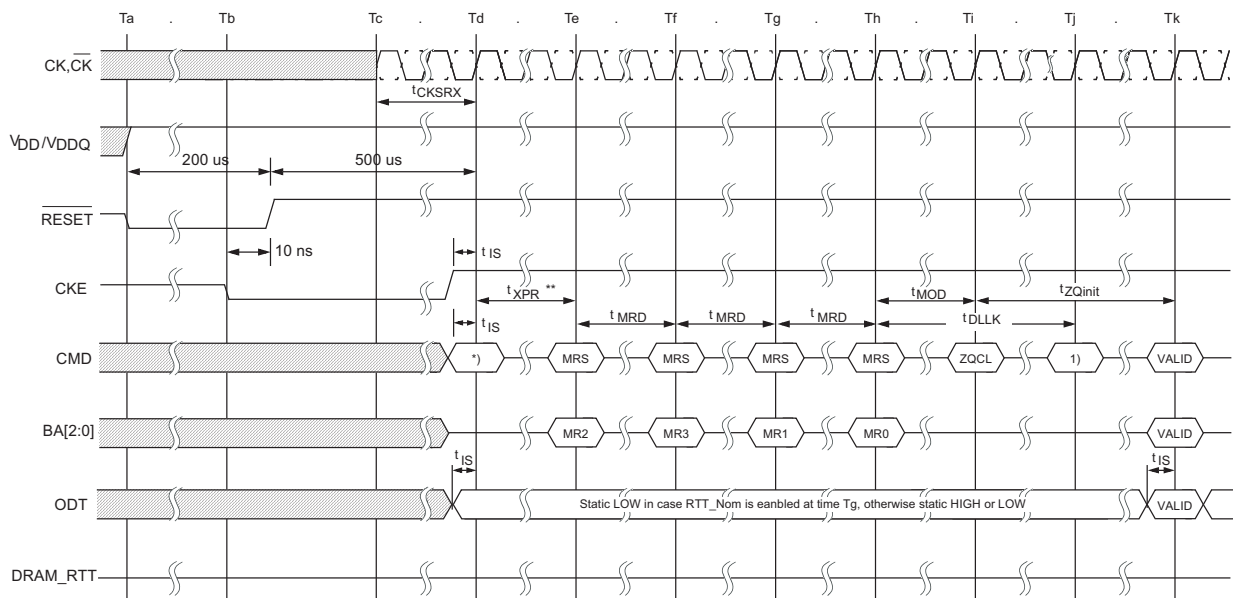 Ta . Tb . Tc . Td . Te . Tf . Tg . Th . Ti . Tj . Tk
CK,CK
tCKSRX
VDD/VDDQ
200 us 500 us
RESET
10 ns tIS
CKE
tXPR ** tMOD tZQinit
tIS tMRD tMRD tMRD tDLLK
CMD *) MRS MRS MRS MRS ZQCL 1) VALID
BA[2:0] MR2 MR3 MR1 MR0 VALID
tIS tIS
ODT Static LOW in case RTT_Nom is eanbled at time Tg, otherwise static HIGH or LOW VALID
DRAM_RTT